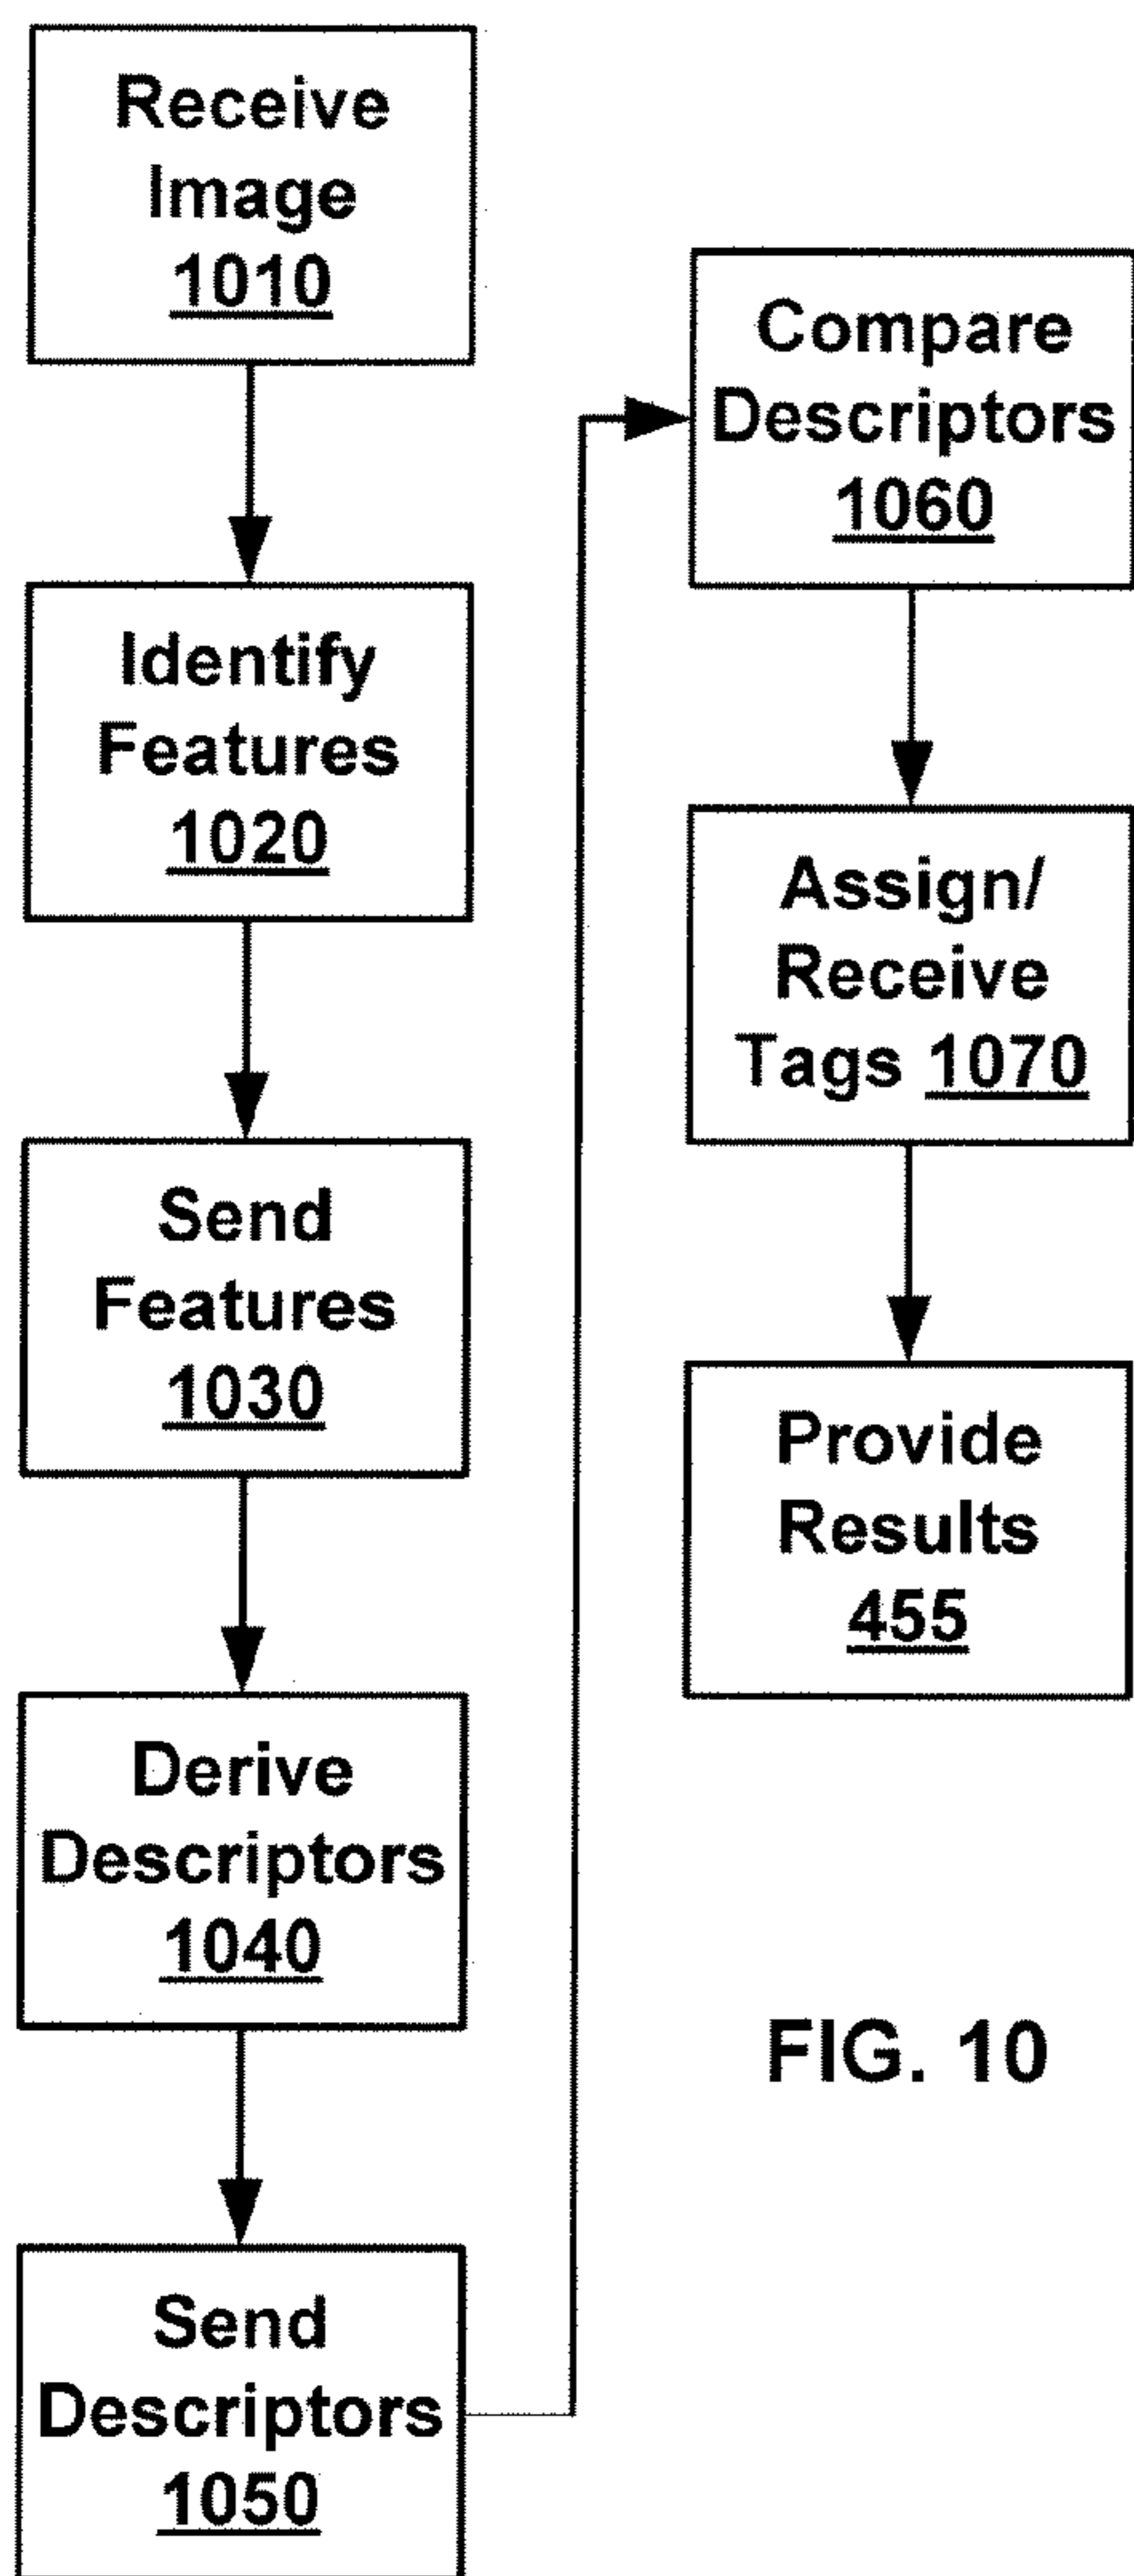 Receive
Image
1010
Identify
Features
1020
Send
Features
1030
Derive
Descriptors
1040
Send
Descriptors
1050
Compare
Descriptors
1060
Assign/
Receive
Tags 1070
Provide
Results
455
FIG. 10